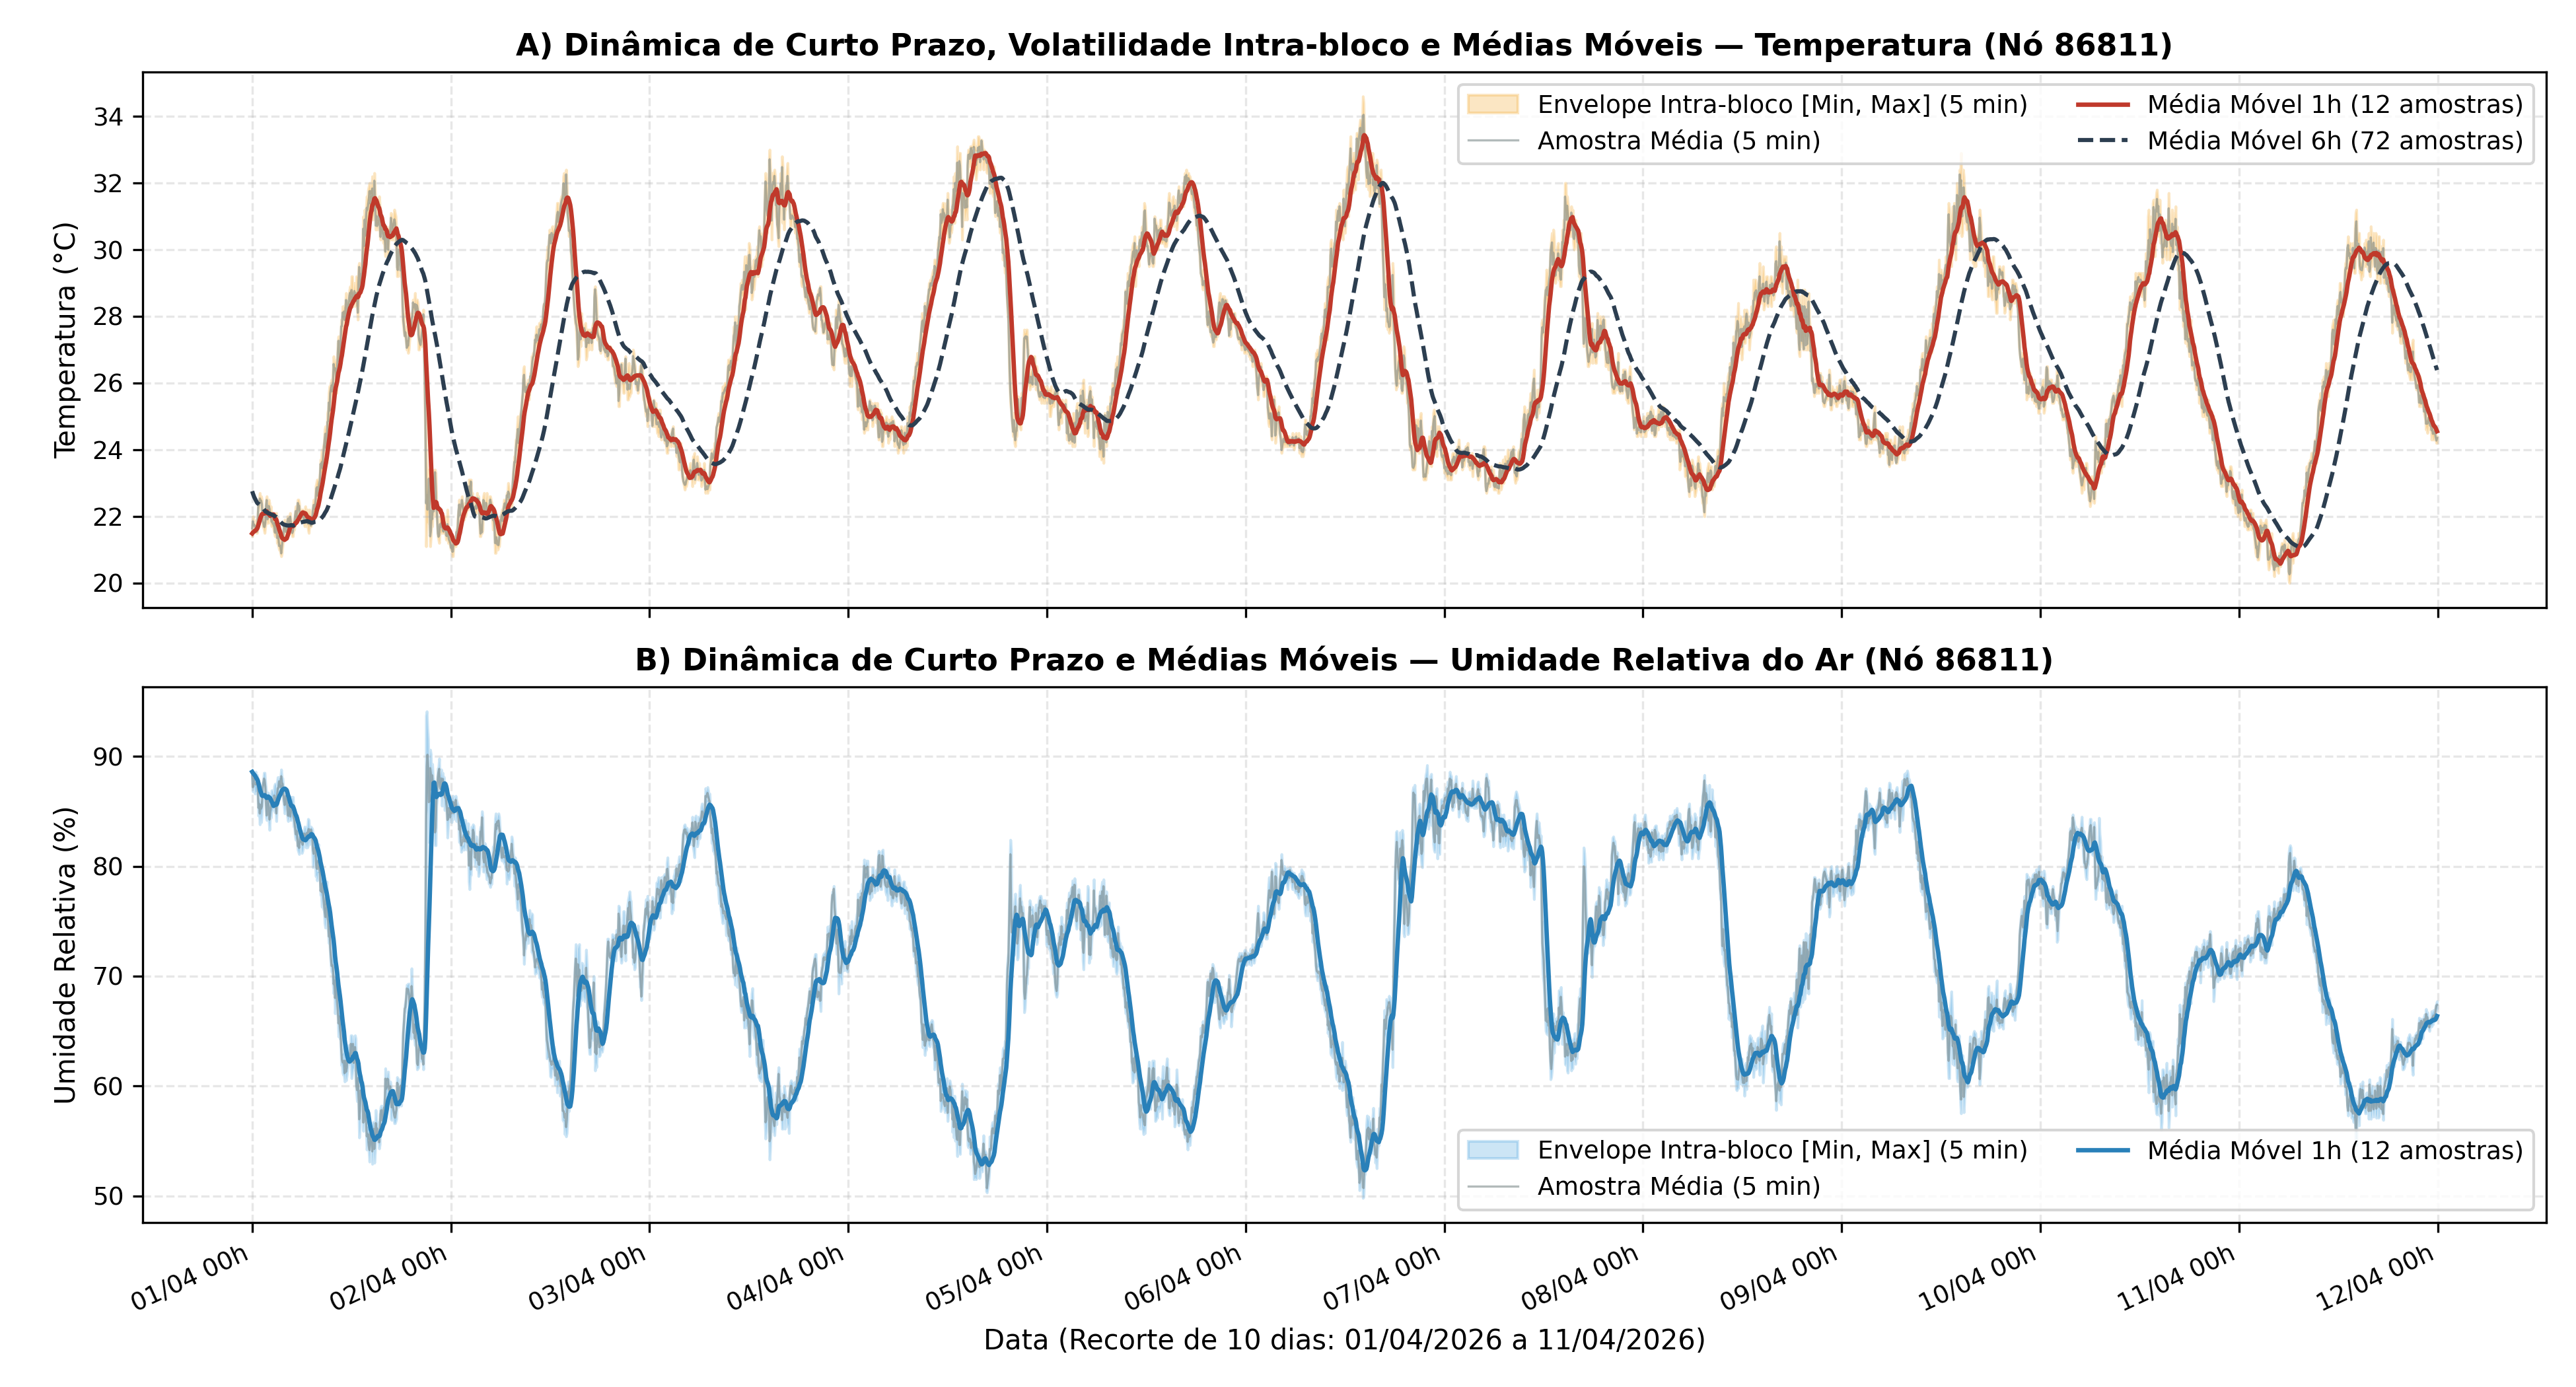 A) Dinâmica de Curto Prazo, Volatilidade Intra-bloco e Médias Móveis — Temperatura (Nó 86811)
Temperatura (°C)
34
32
30
28
26
24
22
20
Envelope Intra-bloco [Min, Max] (5 min)
Amostra Média (5 min)
Média Móvel 1h (12 amostras)
Média Móvel 6h (72 amostras)
B) Dinâmica de Curto Prazo e Médias Móveis — Umidade Relativa do Ar (Nó 86811)
Umidade Relativa (%)
90
80
70
60
50
Envelope Intra-bloco [Min, Max] (5 min)
Amostra Média (5 min)
Média Móvel 1h (12 amostras)
01/04 00h
02/04 00h
03/04 00h
04/04 00h
05/04 00h
06/04 00h
07/04 00h
08/04 00h
09/04 00h
10/04 00h
11/04 00h
12/04 00h
Data (Recorte de 10 dias: 01/04/2026 a 11/04/2026)